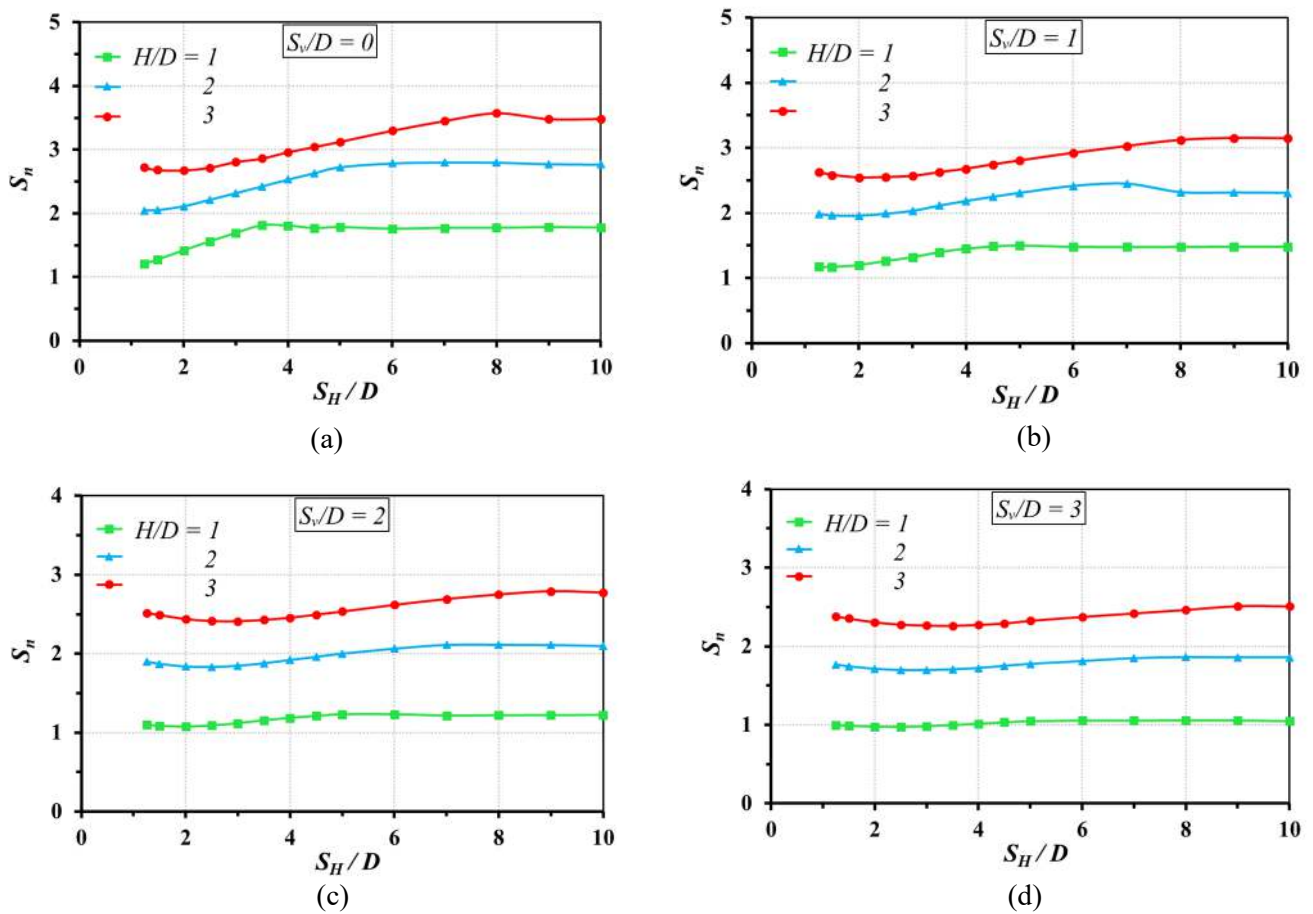 5
4
3
2
1
0
S_n
S_v/D = 0
H/D = 1
2
3
0 2 4 6 8 10
S_H / D
(a)
5
4
3
2
1
0
S_n
S_v/D = 1
H/D = 1
2
3
0 2 4 6 8 10
S_H / D
(b)
4
3
2
1
0
S_n
S_v/D = 2
H/D = 1
2
3
0 2 4 6 8 10
S_H / D
(c)
4
3
2
1
0
S_n
S_v/D = 3
H/D = 1
2
3
0 2 4 6 8 10
S_H / D
(d)